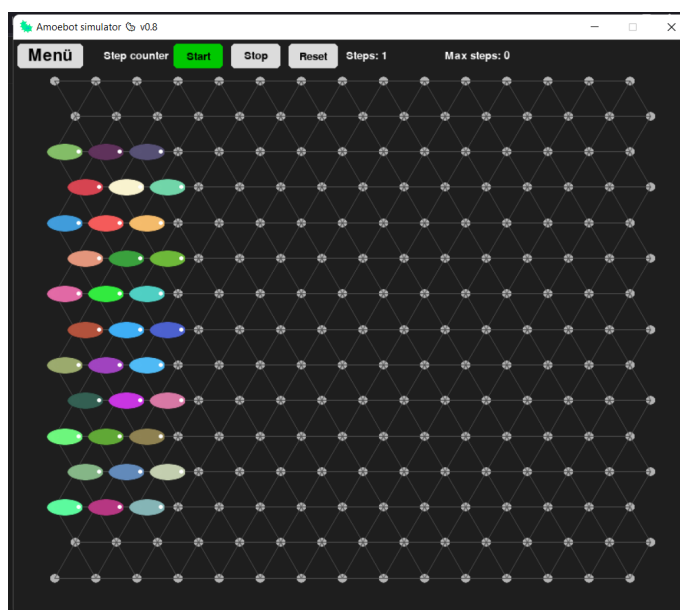 Amoebot simulator v0.8
Menü Step counter Start Stop Reset Steps: 1 Max steps: 0